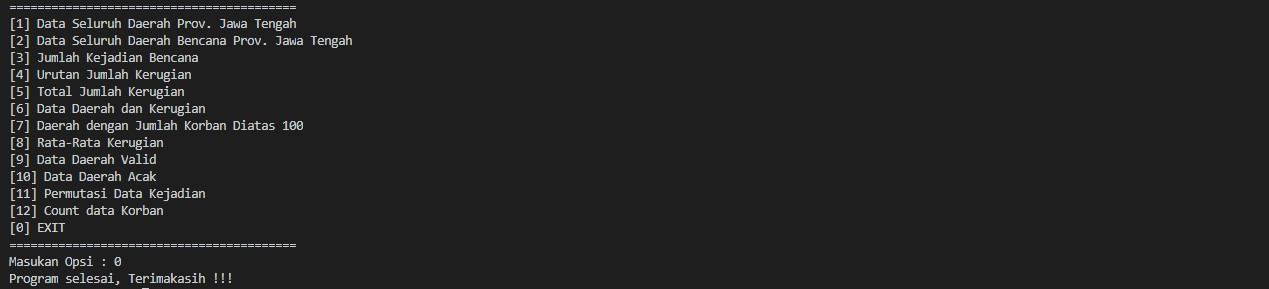 =========================================
[1] Data Seluruh Daerah Prov. Jawa Tengah
[2] Data Seluruh Daerah Bencana Prov. Jawa Tengah
[3] Jumlah Kejadian Bencana
[4] Urutan Jumlah Kerugian
[5] Total Jumlah Kerugian
[6] Data Daerah dan Kerugian
[7] Daerah dengan Jumlah Korban Diatas 100
[8] Rata-Rata Kerugian
[9] Data Daerah Valid
[10] Data Daerah Acak
[11] Permutasi Data Kejadian
[12] Count data Korban
[0] EXIT
=========================================
Masukan Opsi : 0
Program selesai, Terimakasih !!!